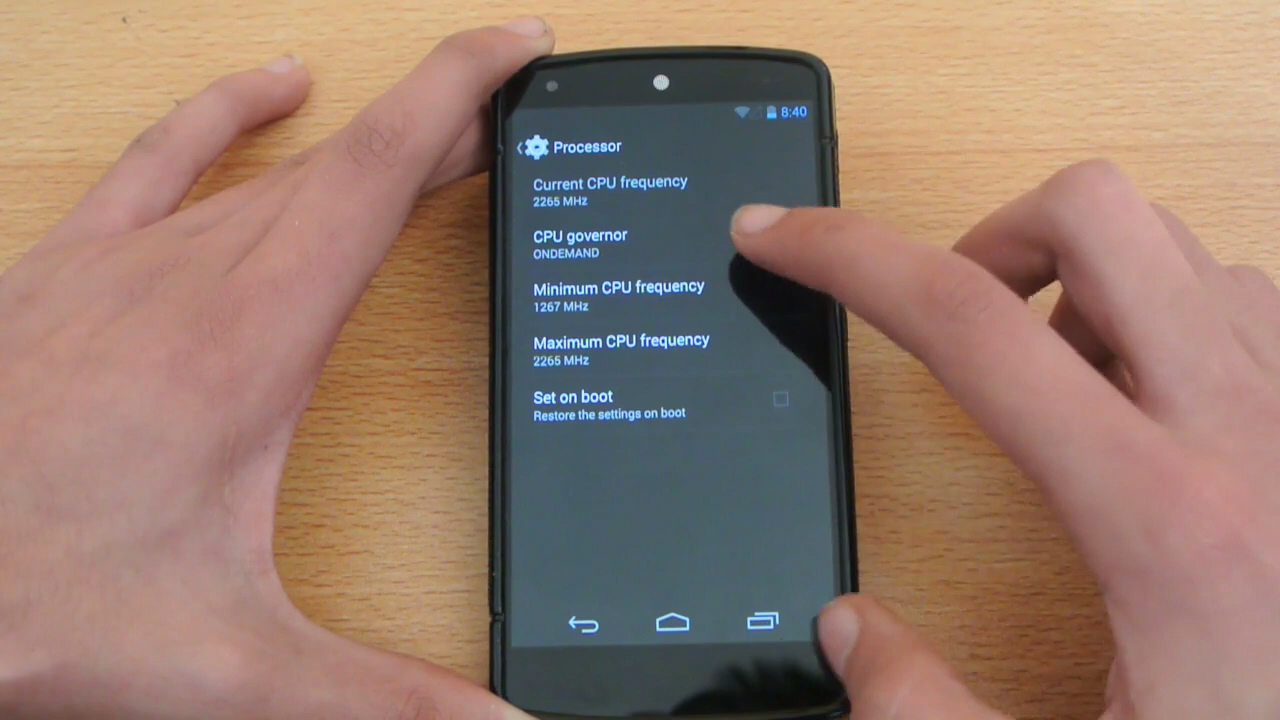 8:40
Processor
Current CPU frequency
2265 MHz
CPU governor
ONDEMAND
Minimum CPU frequency
1267 MHz
Maximum CPU frequency
2265 MHz
Set on boot
Restore the settings on boot